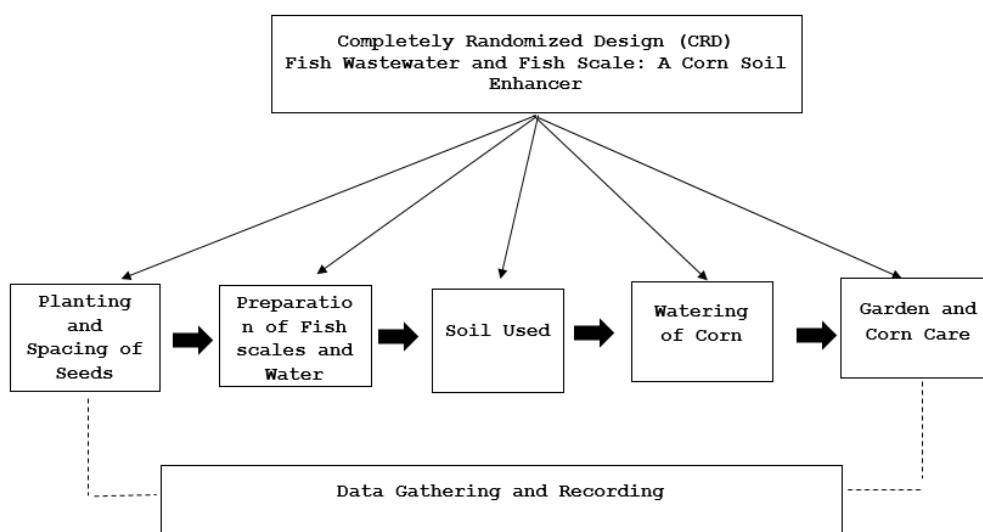 Completely Randomized Design (CRD)
Fish Wastewater and Fish Scale: A Corn Soil
Enhancer
Planting
and
Spacing of
Seeds
Preparatio
n of Fish
scales and
Water
Soil Used
Watering
of Corn
Garden and
Corn Care
Data Gathering and Recording